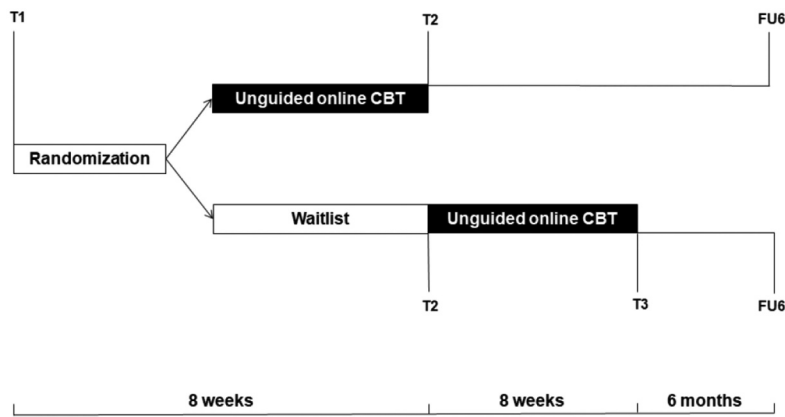 T1
T2
FU6
Unguided online CBT
Randomization
Waitlist
Unguided online CBT
T2
T3
FU6
8 weeks
8 weeks
6 months